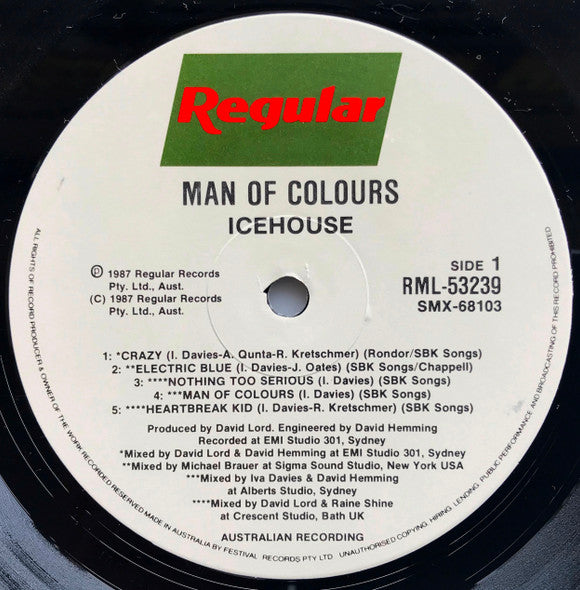 Regular
MAN OF COLOURS
ICEHOUSE
Ⓟ 1987 Regular Records
Pty. Ltd., Aust.
(C) 1987 Regular Records
Pty. Ltd., Aust.
SIDE 1
RML-53239
SMX-68103
1: *CRAZY (I. Davies-A. Qunta-R. Kretschmer) (Rondor/SBK Songs)
2: **ELECTRIC BLUE (I. Davies-J. Oates) (SBK Songs/Chappell)
3: ****NOTHING TOO SERIOUS (I. Davies) (SBK Songs)
4: ***MAN OF COLOURS (I. Davies) (SBK Songs)
5: ****HEARTBREAK KID (I. Davies-R. Kretschmer) (SBK Songs)
Produced by David Lord. Engineered by David Hemming
Recorded at EMI Studio 301, Sydney
*Mixed by David Lord & David Hemming at EMI Studio 301, Sydney
**Mixed by Michael Brauer at Sigma Sound Studio, New York USA
***Mixed by Iva Davies & David Hemming
at Alberts Studio, Sydney
****Mixed by David Lord & Raine Shine
at Crescent Studio, Bath UK
AUSTRALIAN RECORDING
ALL RIGHTS OF RECORD PRODUCER & OWNER OF THE WORK RECORDED RESERVED MADE IN AUSTRALIA BY FESTIVAL RECORDS PTY LTD UNAUTHORISED COPYING HIRING LENDING PUBLIC PERFORMANCE AND BROADCASTING OF THIS RECORD PROHIBITED